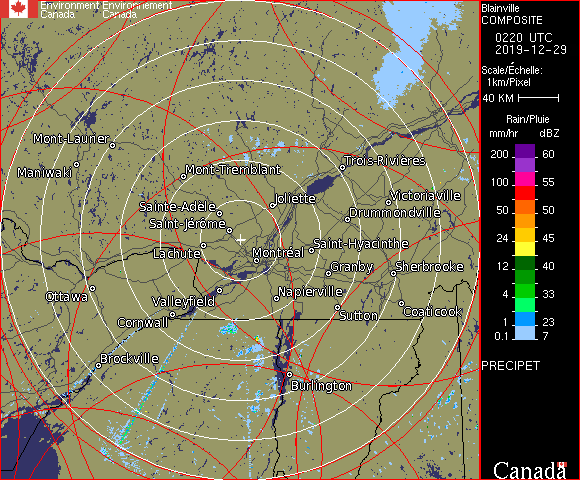 Environment Environnement
Canada Canada
Blainville
COMPOSITE
0220 UTC
2019-12-29
Scale/Échelle:
1km/Pixel
40 KM
Rain/Pluie
mm/hr dBZ
200 60
100 55
50 50
24 45
12 40
4 33
1 23
0.1 7
PRECIPET
Canada
Mont-Laurier
Maniwaki
Mont-Tremblant
Trois-Rivières
Joliette
Victoriaville
Sainte-Adèle
Drummondville
Saint-Jérôme
Saint-Hyacinthe
Lachute
Montréal
Granby
Sherbrooke
Ottawa
Valleyfield
Napierville
Cornwall
Sutton
Coaticook
Brockville
Burlington